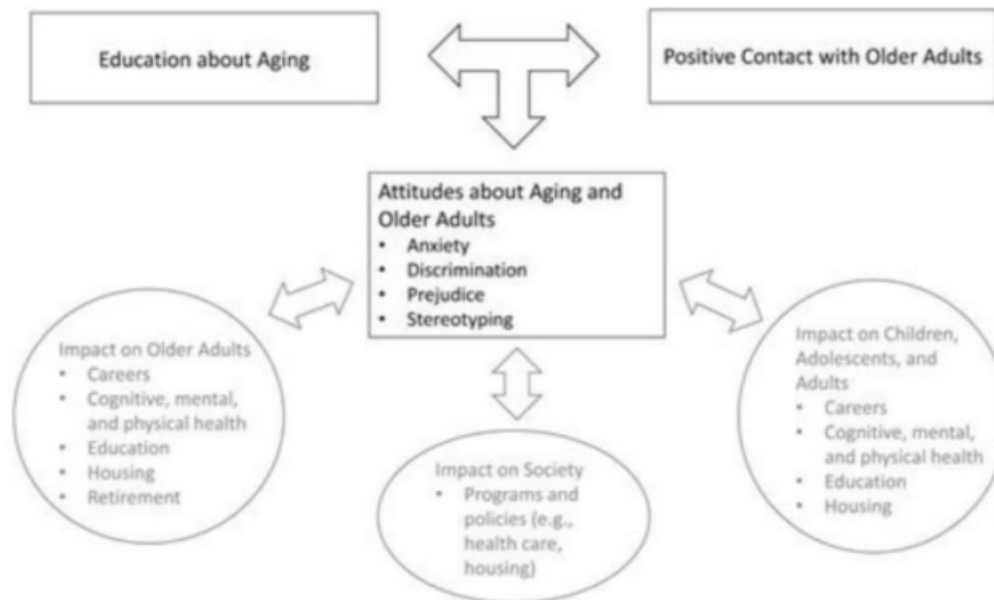 Education about Aging
Positive Contact with Older Adults
Attitudes about Aging and
Older Adults
• Anxiety
• Discrimination
• Prejudice
• Stereotyping
Impact on Older Adults
• Careers
• Cognitive, mental,
and physical health
• Education
• Housing
• Retirement
Impact on Society
• Programs and
policies (e.g.,
health care,
housing)
Impact on Children,
Adolescents, and
Adults
• Careers
• Cognitive, mental,
and physical health
• Education
• Housing